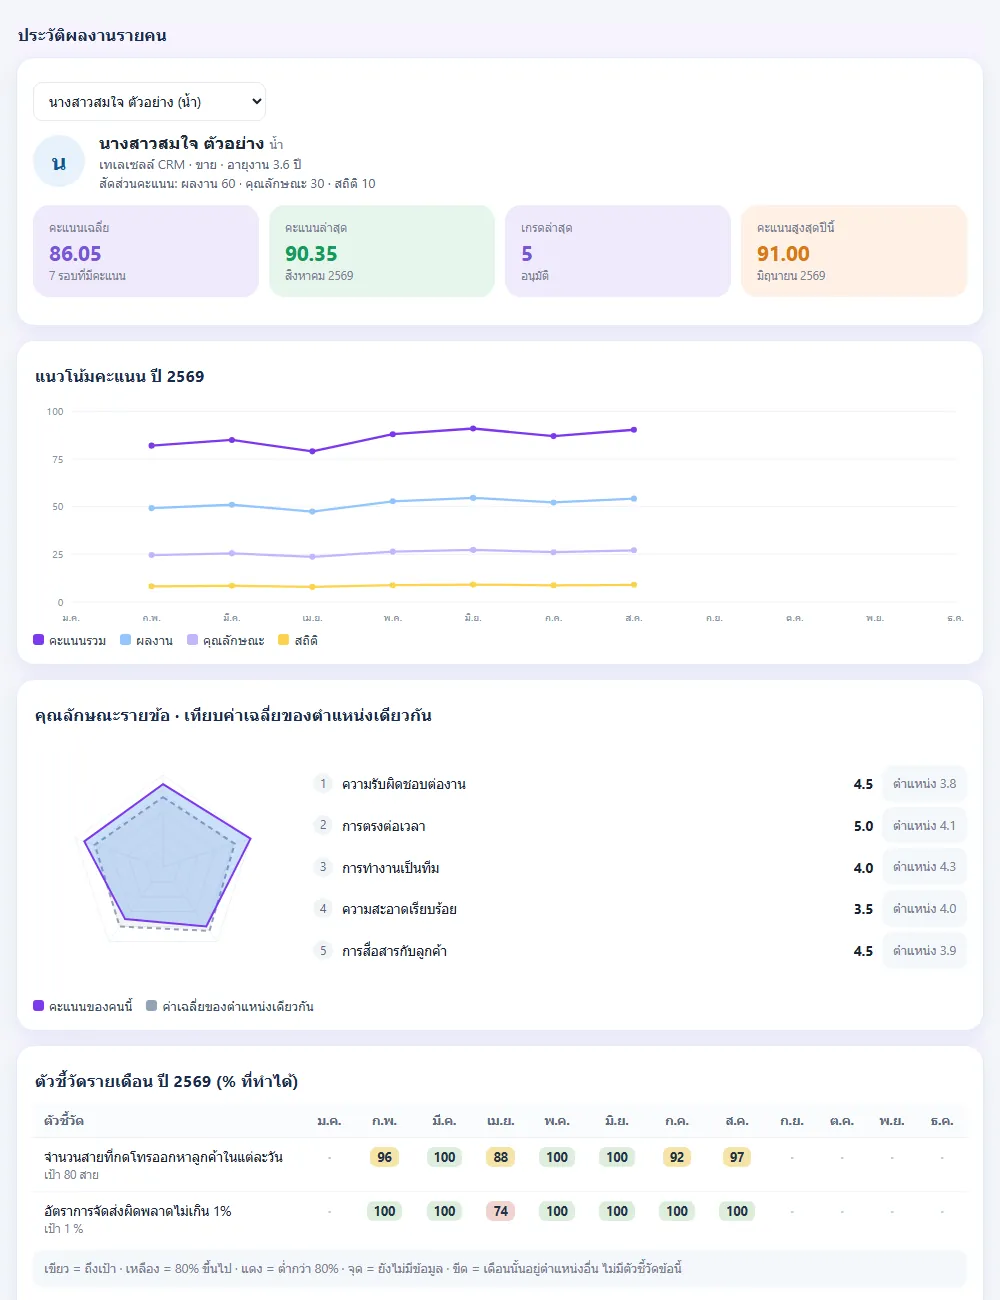 ประวัติผลงานรายคน
นางสาวสมใจ ตัวอย่าง (น้ำ)
น
นางสาวสมใจ ตัวอย่าง น้ำ
เทเลเซลล์ CRM · ขาย · อายุงาน 3.6 ปี
สัดส่วนคะแนน: ผลงาน 60 · คุณลักษณะ 30 · สถิติ 10
คะแนนเฉลี่ย
86.05
7 รอบที่มีคะแนน
คะแนนล่าสุด
90.35
สิงหาคม 2569
เกรดล่าสุด
5
อนุมัติ
คะแนนสูงสุดปีนี้
91.00
มิถุนายน 2569
แนวโน้มคะแนน ปี 2569
100
75
50
25
0
ม.ค. ก.พ. มี.ค. เม.ย. พ.ค. มิ.ย. ก.ค. ส.ค. ก.ย. ต.ค. พ.ย. ธ.ค.
คะแนนรวม ผลงาน คุณลักษณะ สถิติ
คุณลักษณะรายข้อ · เทียบค่าเฉลี่ยของตำแหน่งเดียวกัน
1 ความรับผิดชอบต่องาน 4.5 ตำแหน่ง 3.8
2 การตรงต่อเวลา 5.0 ตำแหน่ง 4.1
3 การทำงานเป็นทีม 4.0 ตำแหน่ง 4.3
4 ความสะอาดเรียบร้อย 3.5 ตำแหน่ง 4.0
5 การสื่อสารกับลูกค้า 4.5 ตำแหน่ง 3.9
คะแนนของคนนี้ ค่าเฉลี่ยของตำแหน่งเดียวกัน
ตัวชี้วัดรายเดือน ปี 2569 (% ที่ทำได้)
ตัวชี้วัด ม.ค. ก.พ. มี.ค. เม.ย. พ.ค. มิ.ย. ก.ค. ส.ค. ก.ย. ต.ค. พ.ย. ธ.ค.
จำนวนสายที่กดโทรออกหาลูกค้าในแต่ละวัน · 96 100 88 100 100 92 97 · · · ·
เป้า 80 สาย
อัตราการจัดส่งผิดพลาดไม่เกิน 1% · 100 100 74 100 100 100 100 · · · ·
เป้า 1 %
เขียว = ถึงเป้า · เหลือง = 80% ขึ้นไป · แดง = ต่ำกว่า 80% · จุด = ยังไม่มีข้อมูล · ขีด = เดือนนั้นอยู่ตำแหน่งอื่น ไม่มีตัวชี้วัดข้อนี้